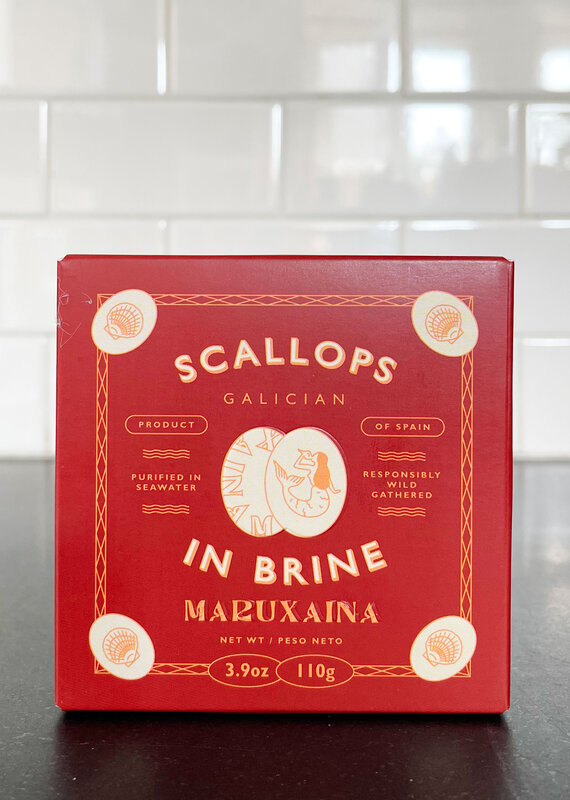 SCALLOPS
GALICIAN
PRODUCT
OF SPAIN
PURIFIED IN
SEAWATER
RESPONSIBLY
WILD
GATHERED
IN BRINE
MARUXAINA
NET WT / PESO NETO
3.9oz 110g